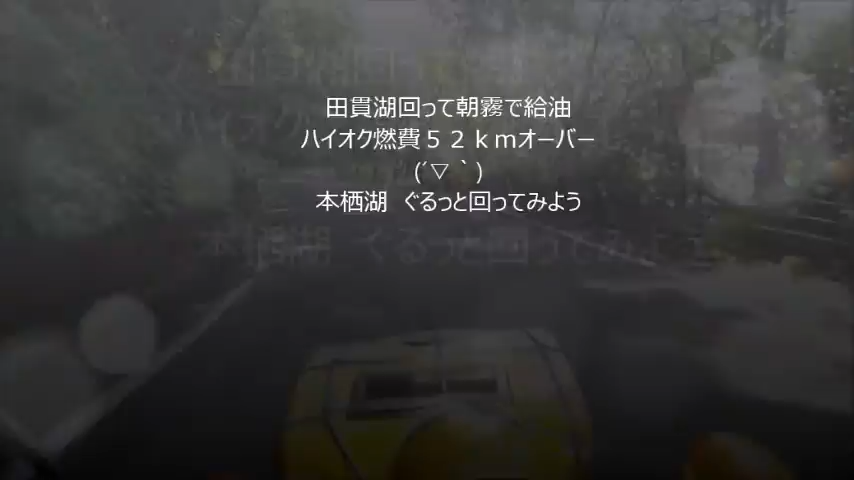 田貫湖回って朝霧で給油
ハイオク燃費５２ｋｍオーバー
(´▽｀)
本栖湖　ぐるっと回ってみよう